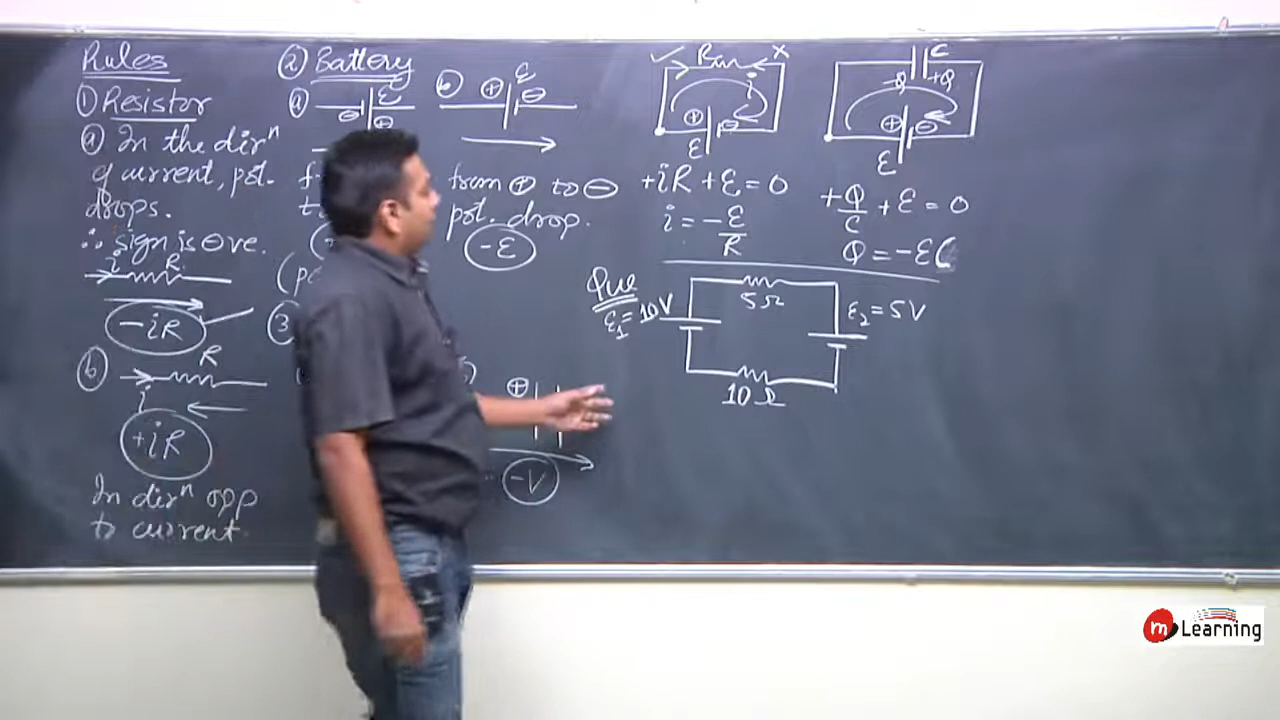 Rules
① Resistor
ⓐ In the dirⁿ
of current, pot.
drops.
∴ sign is ⊖ve.
i R
-iR
ⓑ R
i
+iR
In dirⁿ opp
to current.
② Battery
ⓐ ℰ
⊖ ⊕
ⓑ ⊕ ℰ ⊖
from ⊕ to ⊖
pot. drop.
-ℰ
③
⊕
-V
✓ R x
i
⊕ ⊖
ℰ
+iR + ℰ = 0
i = -ℰ/R
C
-Q +Q
⊕ ⊖
ℰ
+Q/C + ℰ = 0
Q = -ℰC
Que
ℰ₁ = 10V
5Ω
ℰ₂ = 5V
10Ω
m Learning